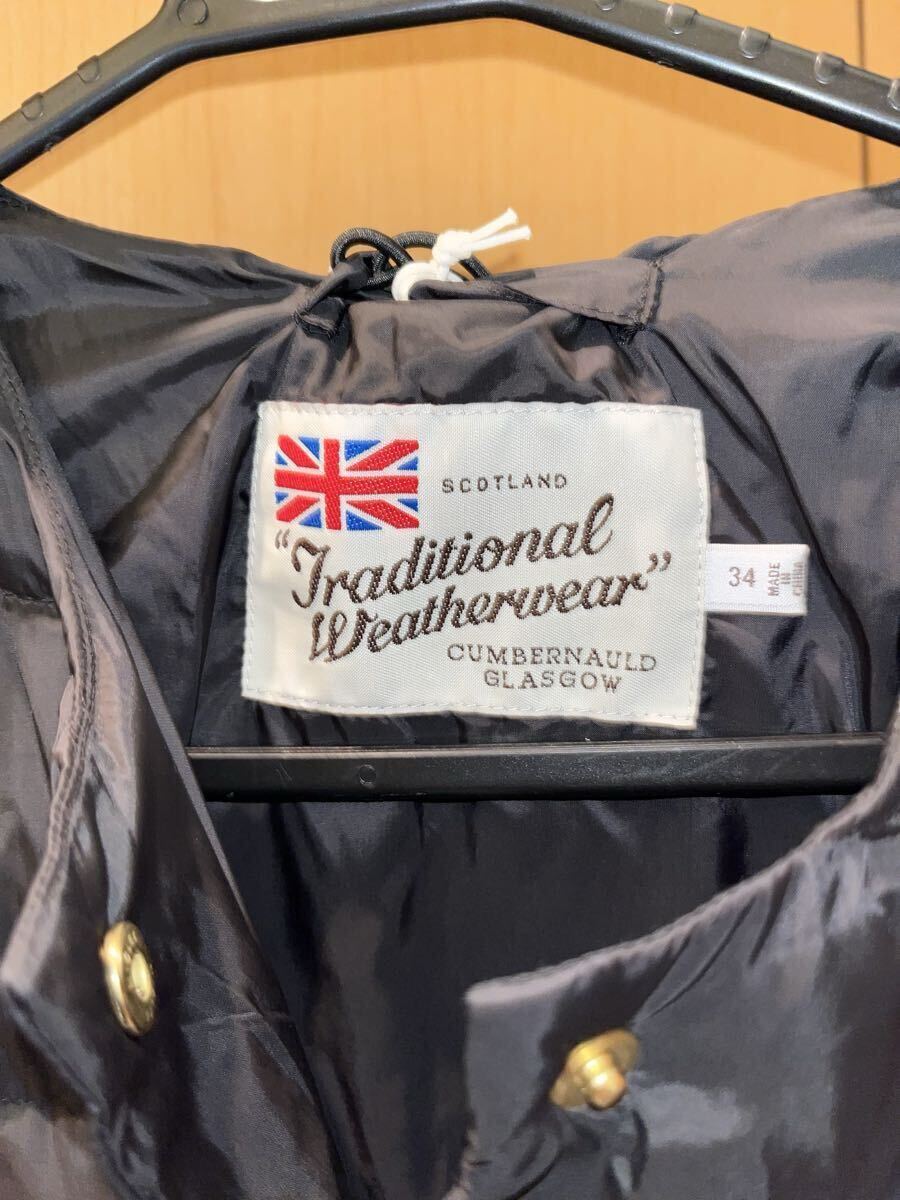 SCOTLAND
"Traditional
Weatherwear"
CUMBERNAULD
GLASGOW
34
MADE
IN
CHINA